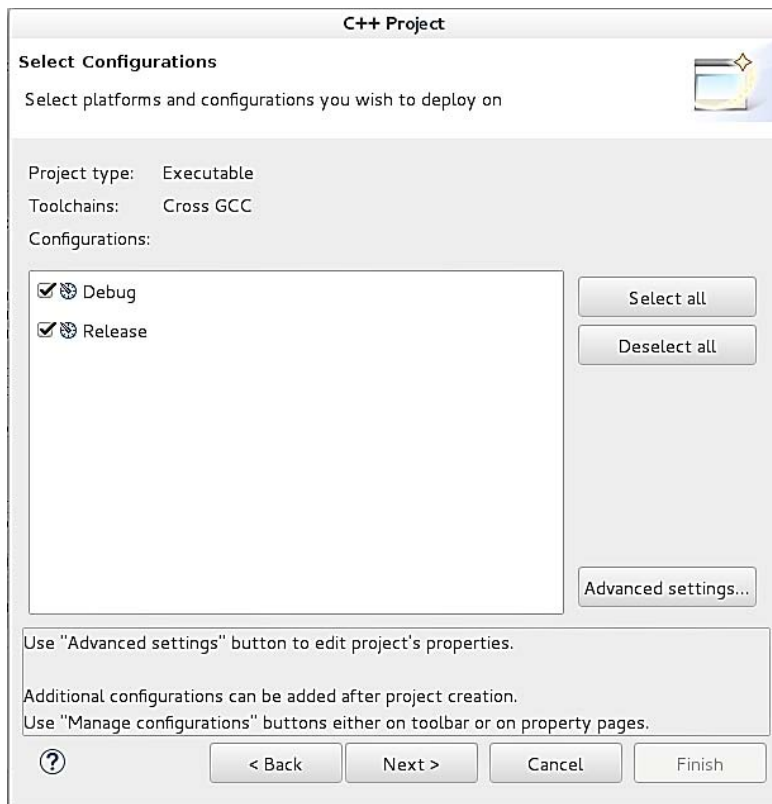 C++ Project
Select Configurations
Select platforms and configurations you wish to deploy on
Project type: Executable
Toolchains: Cross GCC
Configurations:
Debug
Release
Select all
Deselect all
Advanced settings...
Use "Advanced settings" button to edit project's properties.
Additional configurations can be added after project creation.
Use "Manage configurations" buttons either on toolbar or on property pages.
?
< Back
Next >
Cancel
Finish